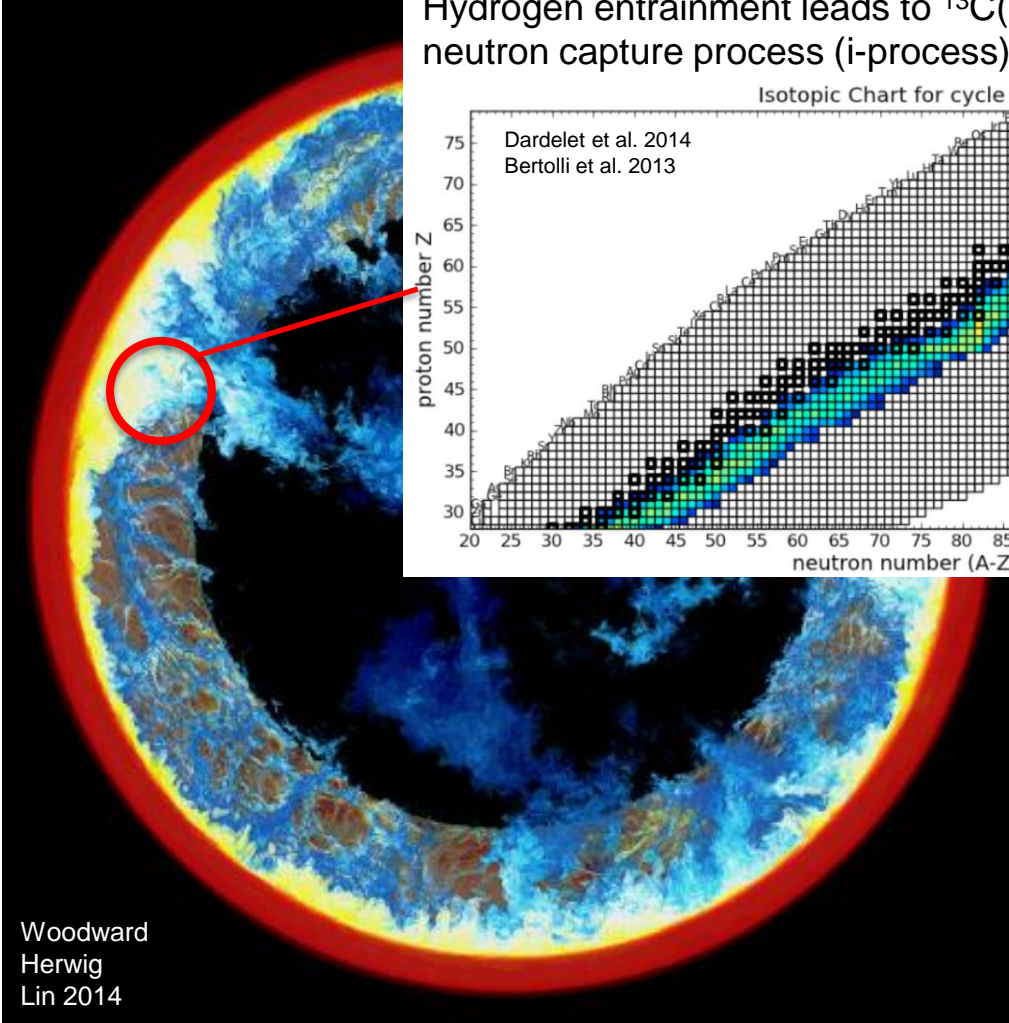 Hydrogen entrainment leads to ¹³C(
neutron capture process (i-process)
Isotopic Chart for cycle
Dardelet et al. 2014
Bertolli et al. 2013
75
70
65
60
55
50
45
40
35
30
proton number Z
20 25 30 35 40 45 50 55 60 65 70 75 80 85
neutron number (A-Z
Woodward
Herwig
Lin 2014